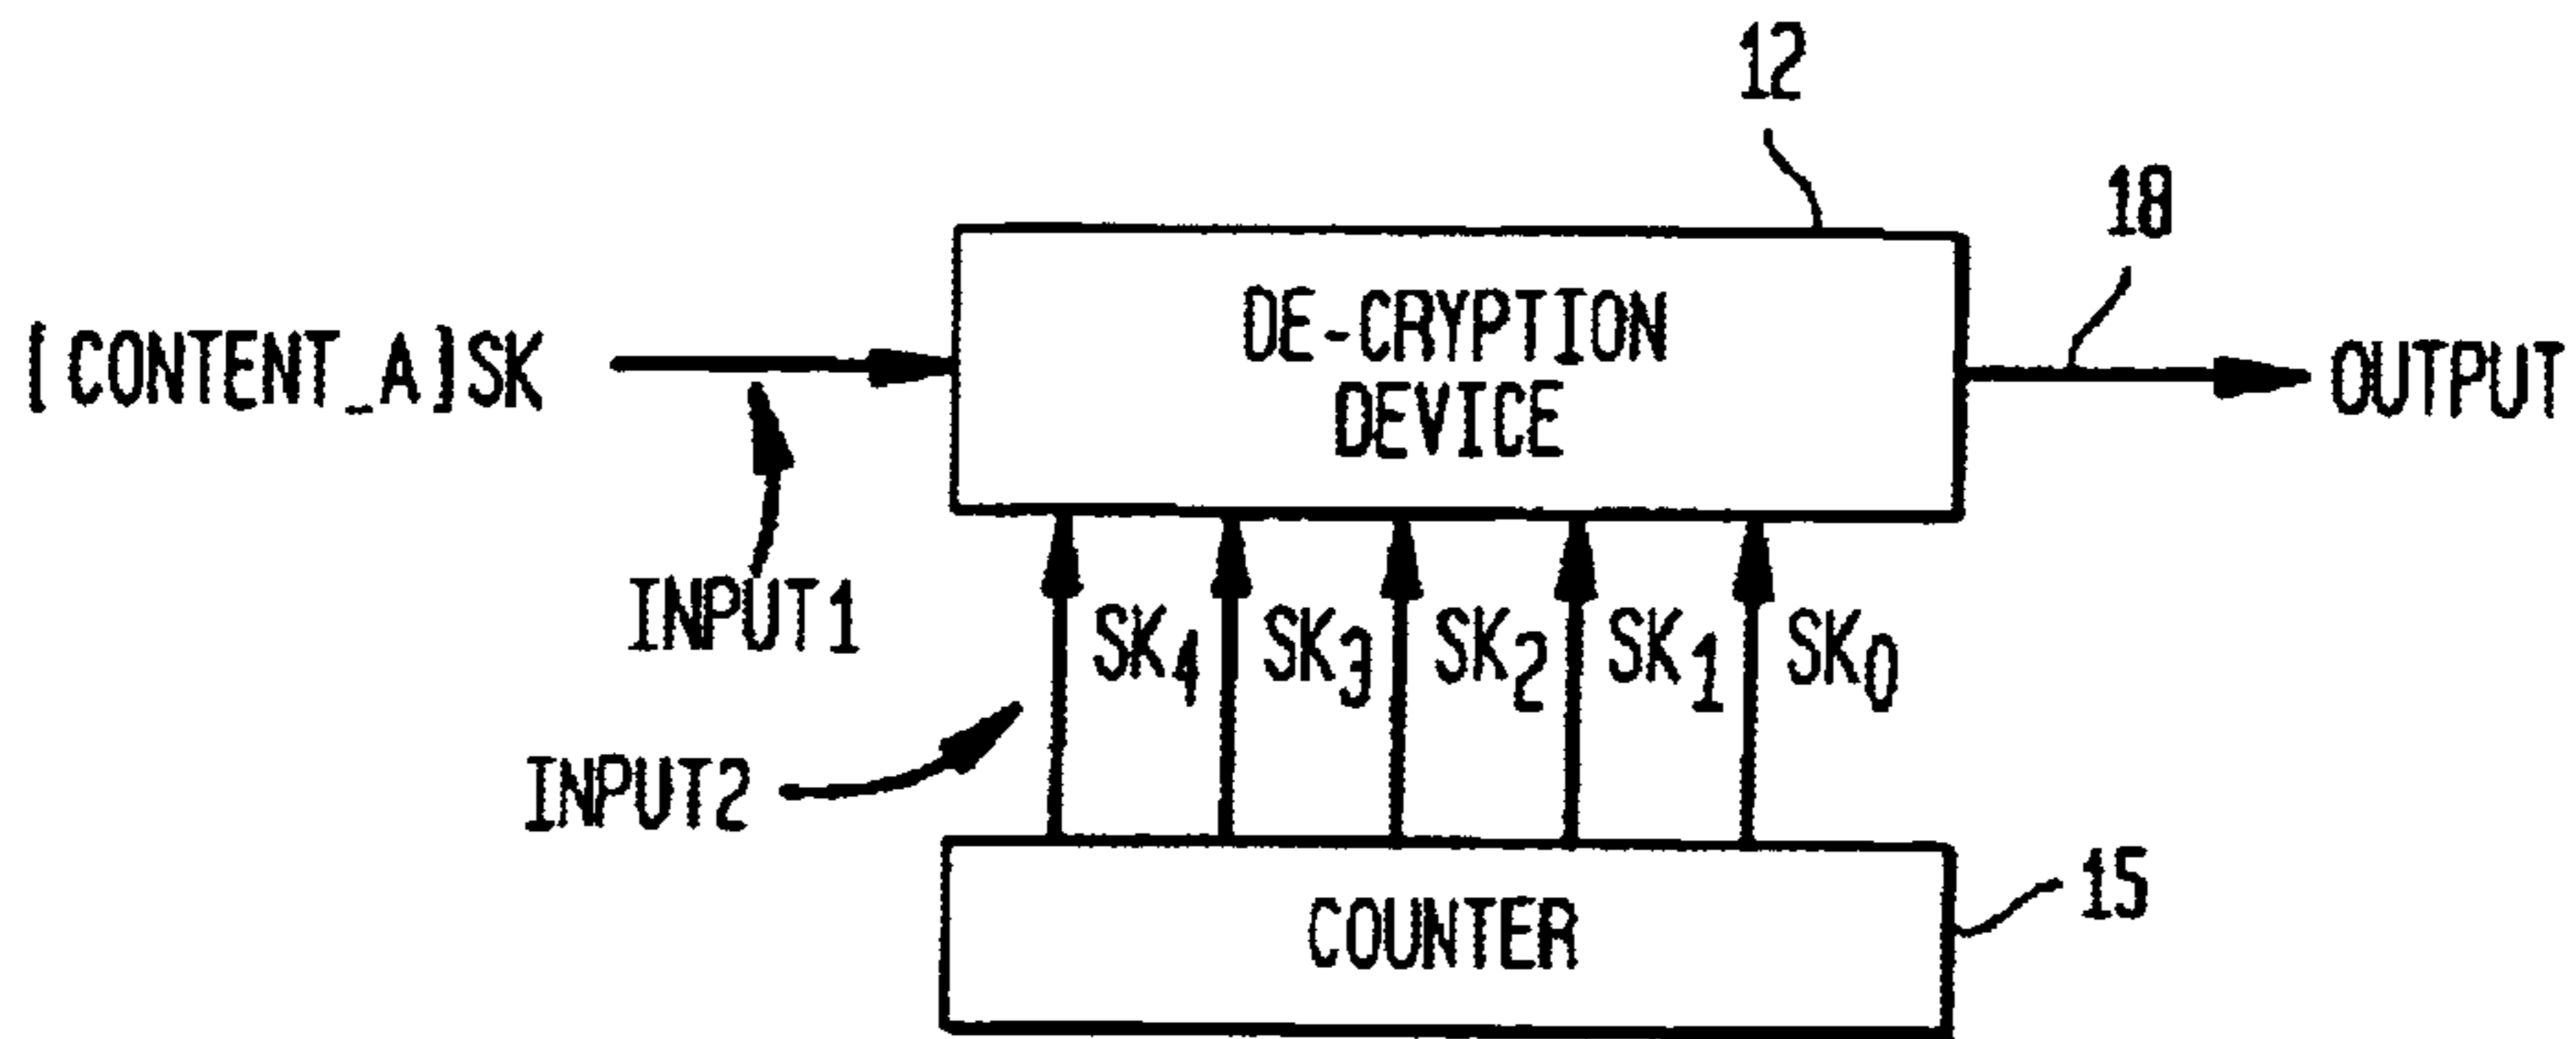 12
18
[CONTENT_A]SK
DE-CRYPTION
DEVICE
OUTPUT
INPUT1
SK4 SK3 SK2 SK1 SK0
INPUT2
15
COUNTER